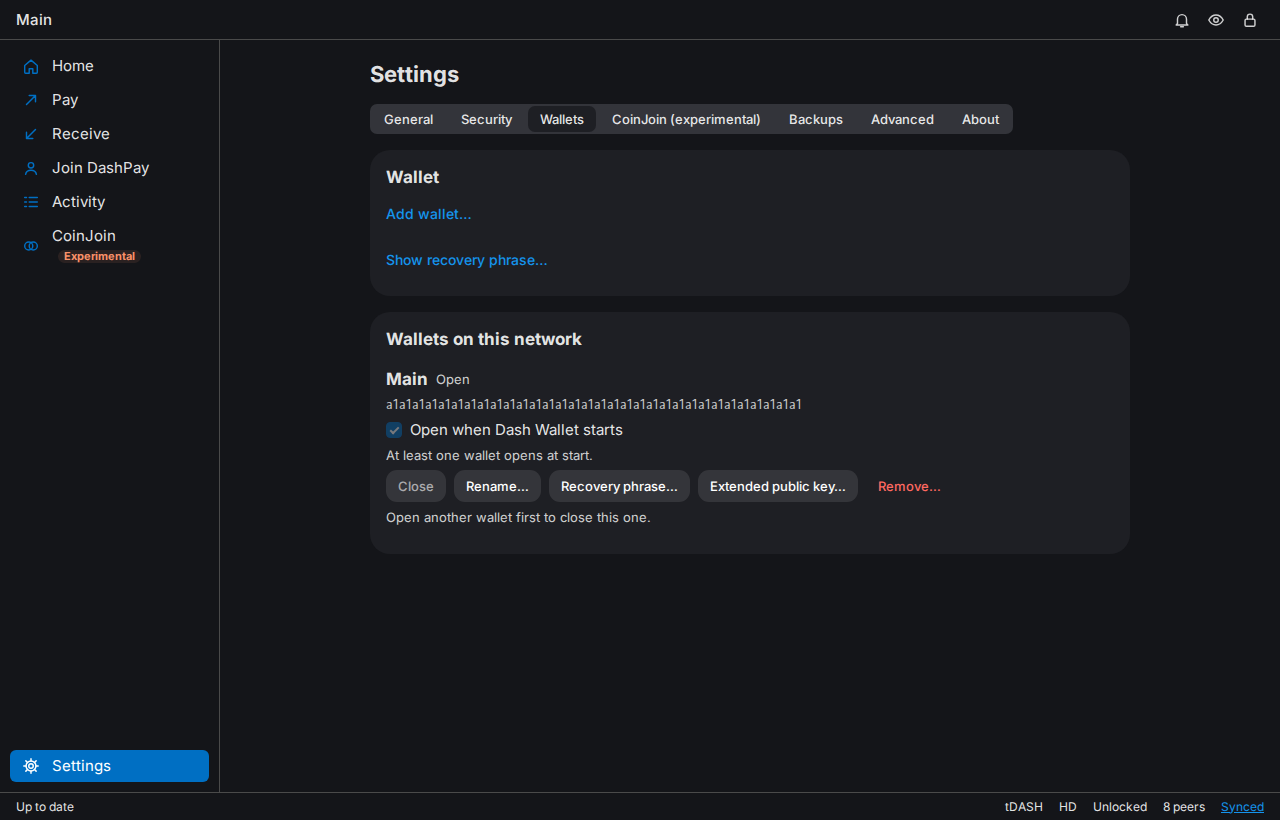 Main
Home
Pay
Receive
Join DashPay
Activity
CoinJoin
Experimental
Settings
Settings
General Security Wallets CoinJoin (experimental) Backups Advanced About
Wallet
Add wallet...
Show recovery phrase...
Wallets on this network
Main Open
a1a1a1a1a1a1a1a1a1a1a1a1a1a1a1a1a1a1a1a1a1a1a1a1a1a1a1a1a1a1a1a1
Open when Dash Wallet starts
At least one wallet opens at start.
Close Rename... Recovery phrase... Extended public key... Remove...
Open another wallet first to close this one.
Up to date tDASH HD Unlocked 8 peers Synced